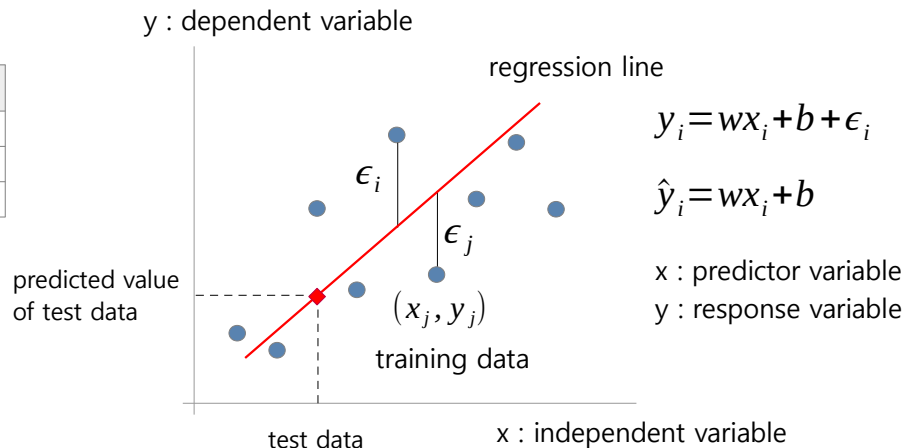 y : dependent variable
regression line
yᵢ=wxᵢ+b+ϵᵢ
ϵᵢ
ŷᵢ=wxᵢ+b
ϵⱼ
x : predictor variable
y : response variable
predicted value
of test data
(xⱼ, yⱼ)
training data
test data
x : independent variable